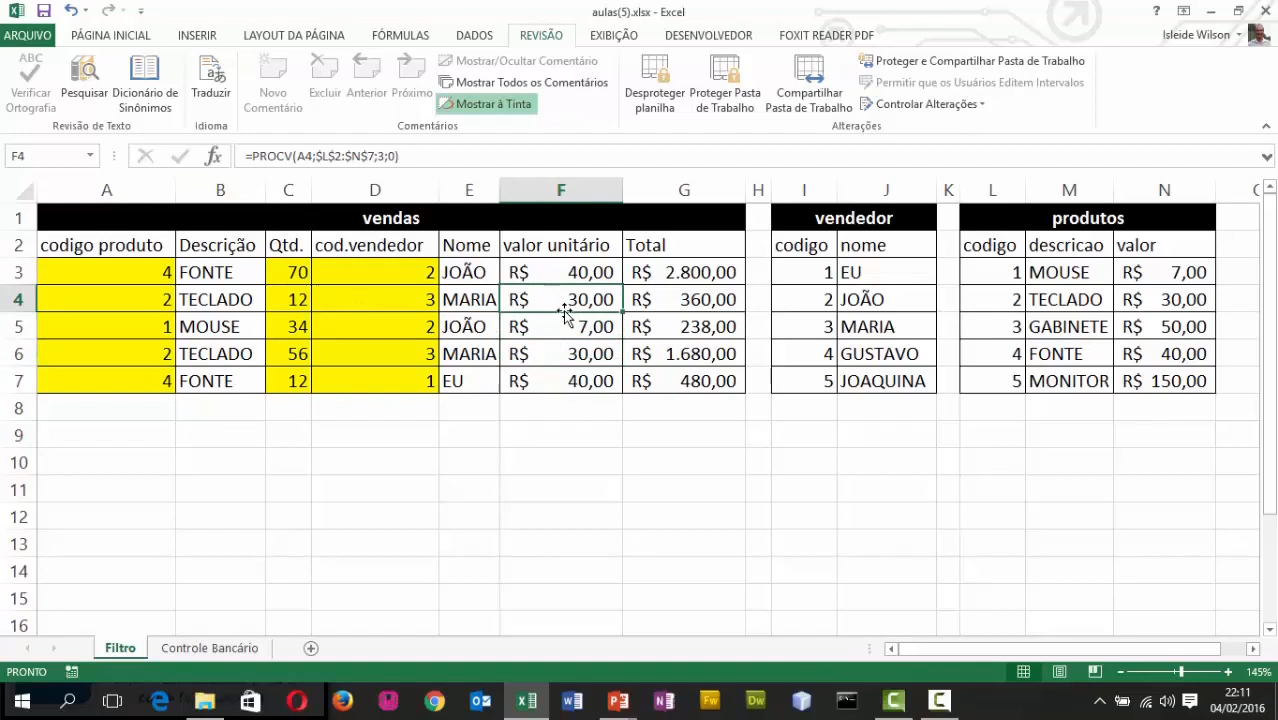 aulas(5).xlsx - Excel
ARQUIVO PÁGINA INICIAL INSERIR LAYOUT DA PÁGINA FÓRMULAS DADOS REVISÃO EXIBIÇÃO DESENVOLVEDOR FOXIT READER PDF Isleide Wilson
ABC
Verificar Ortografia
Pesquisar
Dicionário de Sinônimos
Revisão de Texto
Traduzir
Idioma
Novo Comentário
Excluir
Anterior
Próximo
Mostrar/Ocultar Comentário
Mostrar Todos os Comentários
Mostrar à Tinta
Comentários
Desproteger planilha
Proteger Pasta de Trabalho
Compartilhar Pasta de Trabalho
Proteger e Compartilhar Pasta de Trabalho
Permitir que os Usuários Editem Intervalos
Controlar Alterações
Alterações
F4 fx =PROCV(A4;$L$2:$N$7;3;0)
A B C D E F G H I J K L M N
1 vendas vendedor produtos
2 codigo produto Descrição Qtd. cod.vendedor Nome valor unitário Total codigo nome codigo descricao valor
3 4 FONTE 70 2 JOÃO R$ 40,00 R$ 2.800,00 1 EU 1 MOUSE R$ 7,00
4 2 TECLADO 12 3 MARIA R$ 30,00 R$ 360,00 2 JOÃO 2 TECLADO R$ 30,00
5 1 MOUSE 34 2 JOÃO R$ 7,00 R$ 238,00 3 MARIA 3 GABINETE R$ 50,00
6 2 TECLADO 56 3 MARIA R$ 30,00 R$ 1.680,00 4 GUSTAVO 4 FONTE R$ 40,00
7 4 FONTE 12 1 EU R$ 40,00 R$ 480,00 5 JOAQUINA 5 MONITOR R$ 150,00
8
9
10
11
12
13
14
15
16
Filtro Controle Bancário
PRONTO 145%
22:11
04/02/2016